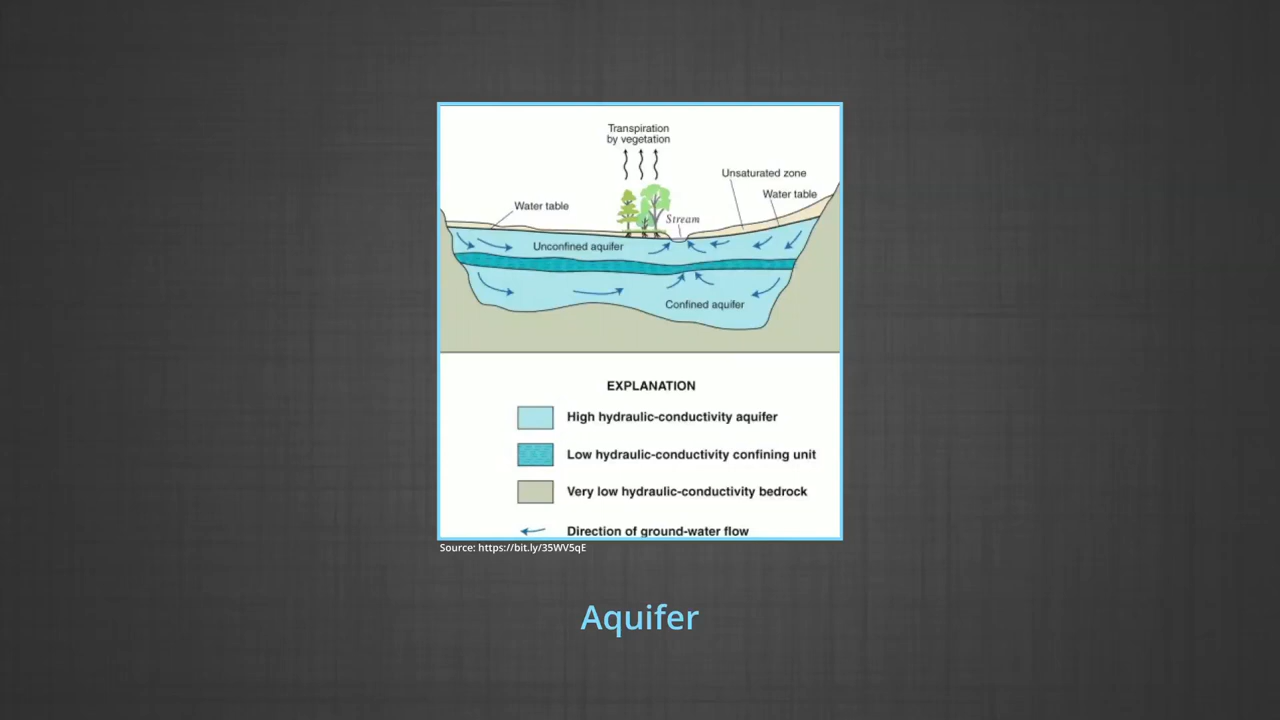 Transpiration
by vegetation
Unsaturated zone
Water table
Water table
Stream
Unconfined aquifer
Confined aquifer
EXPLANATION
High hydraulic-conductivity aquifer
Low hydraulic-conductivity confining unit
Very low hydraulic-conductivity bedrock
Direction of ground-water flow
Source: https://bit.ly/35WV5qE
Aquifer